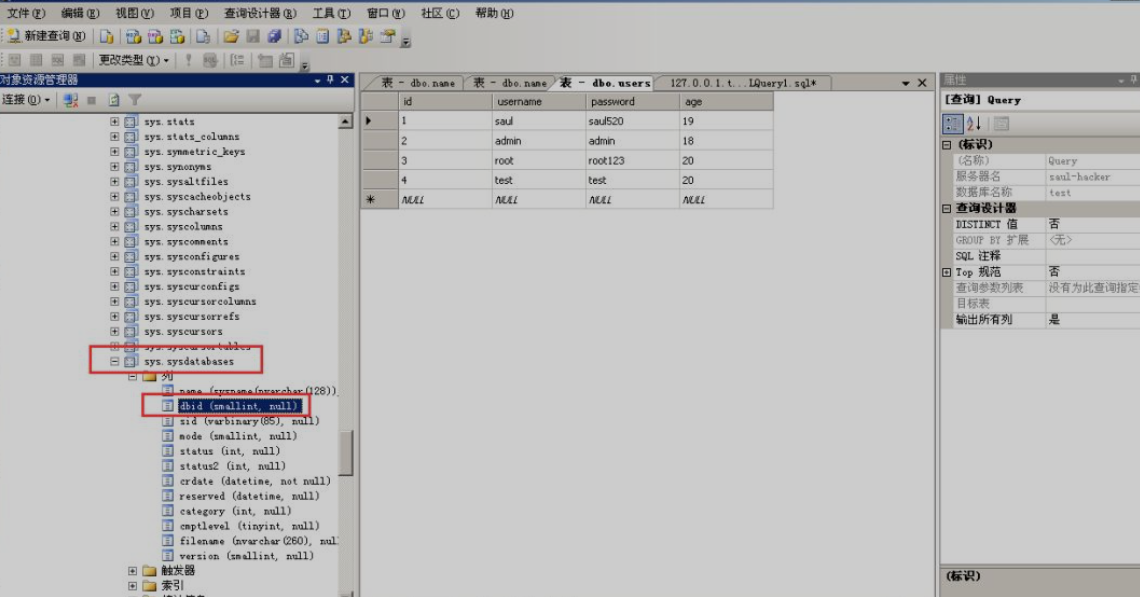 文件(F) 编辑(E) 视图(V) 项目(P) 查询设计器(R) 工具(T) 窗口(W) 社区(C) 帮助(H)
新建查询(N)
更改类型(Y)
对象资源管理器
连接(O)
sys.stats
sys.stats_columns
sys.symmetric_keys
sys.synonyms
sys.sysaltfiles
sys.syscacheobjects
sys.syscharsets
sys.syscolumns
sys.syscomments
sys.sysconfigures
sys.sysconstraints
sys.syscurconfigs
sys.syscursorcolumns
sys.syscursorrefs
sys.syscursors
sys.syscursortables
sys.sysdatabases
列
name (sysname(nvarchar(128)),
dbid (smallint, null)
sid (varbinary(85), null)
mode (smallint, null)
status (int, null)
status2 (int, null)
crdate (datetime, not null)
reserved (datetime, null)
category (int, null)
cmptlevel (tinyint, null)
filename (nvarchar(260), nul
version (smallint, null)
触发器
索引
表 - dbo.name 表 - dbo.name 表 - dbo.users 127.0.0.1.t...LQuery1.sql*
id username password age
1 saul saul520 19
2 admin admin 18
3 root root123 20
4 test test 20
NULL NULL NULL NULL
属性
[查询] Query
(标识)
(名称) Query
服务器名 saul-hacker
数据库名称 test
查询设计器
DISTINCT 值 否
GROUP BY 扩展 <无>
SQL 注释
Top 规范 否
查询参数列表 没有为此查询指定
目标表
输出所有列 是
(标识)